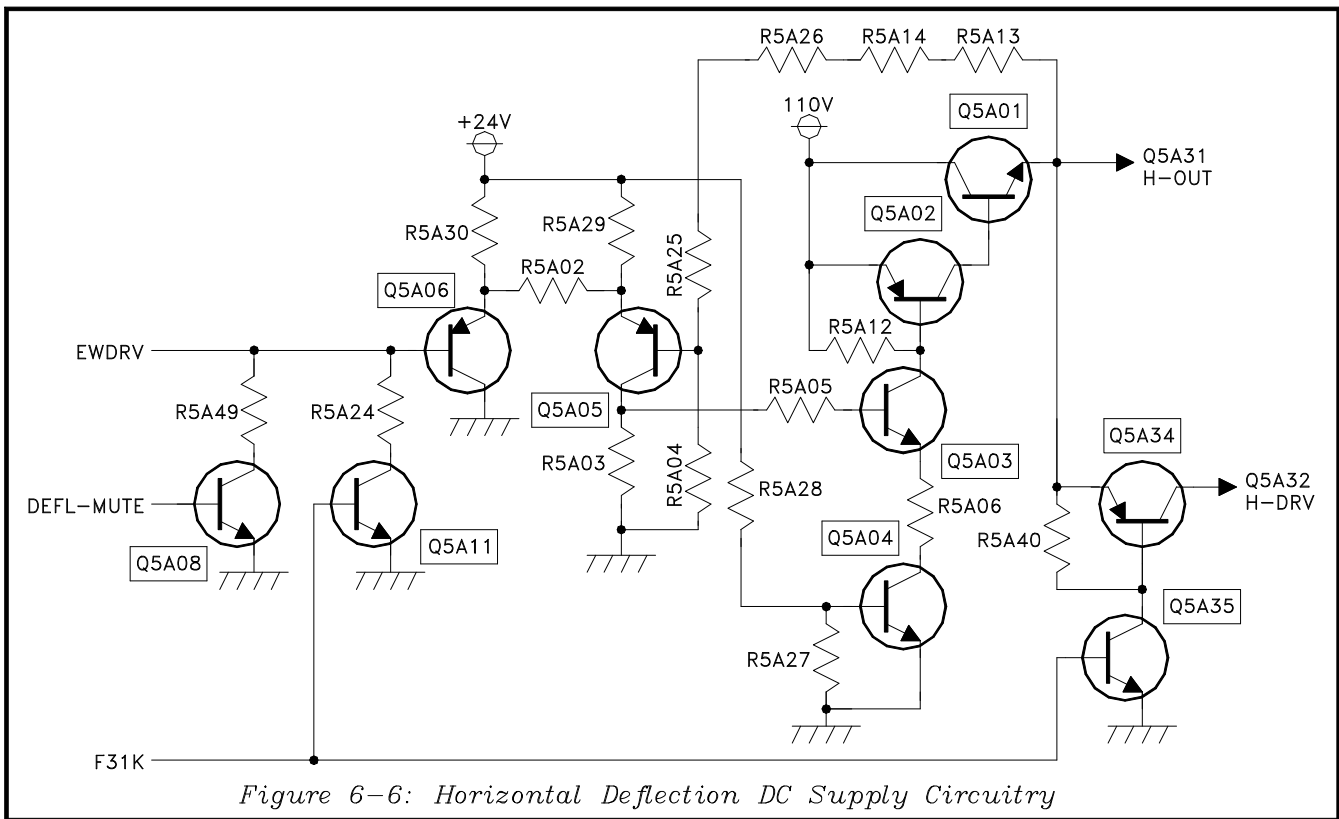 R5A26
R5A14
R5A13
110V
Q5A01
+24V
Q5A31
H-OUT
Q5A02
R5A30
R5A29
R5A25
R5A02
Q5A06
R5A12
EWDRV
R5A05
R5A49
R5A24
Q5A05
Q5A34
R5A03
R5A04
R5A28
Q5A03
Q5A32
H-DRV
DEFL-MUTE
R5A06
Q5A08
Q5A11
Q5A04
R5A40
Q5A35
R5A27
F31K
Figure 6-6: Horizontal Deflection DC Supply Circuitry